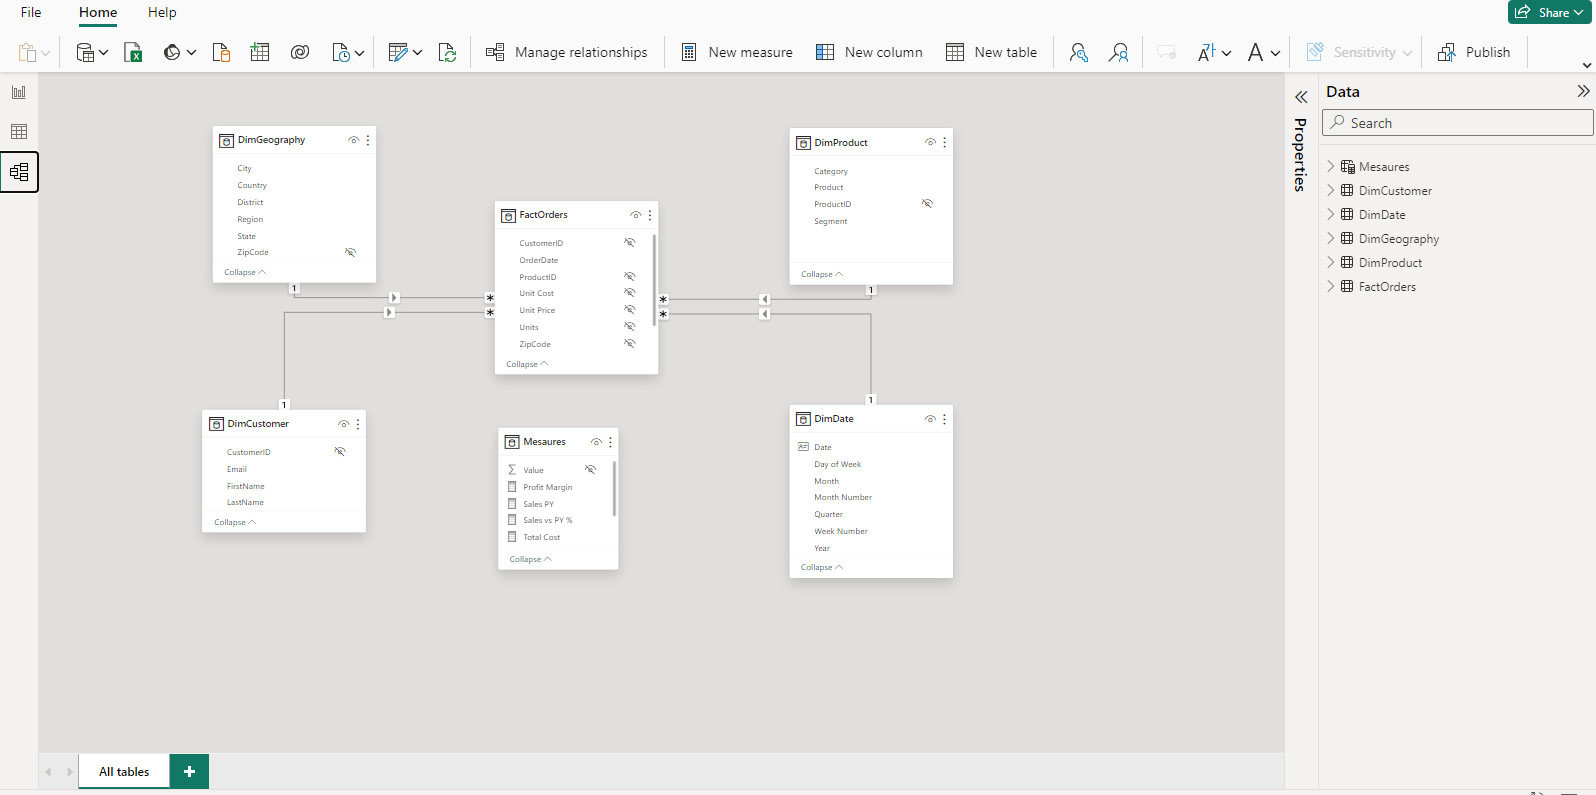 File Home Help Share
Manage relationships New measure New column New table Sensitivity Publish
DimGeography
City
Country
District
Region
State
ZipCode
Collapse
1
*
FactOrders
CustomerID
OrderDate
ProductID
Unit Cost
Unit Price
Units
ZipCode
Collapse
*
*
*
DimProduct
Category
Product
ProductID
Segment
Collapse
1
1
DimCustomer
CustomerID
Email
FirstName
LastName
Collapse
Mesaures
Value
Profit Margin
Sales PY
Sales vs PY %
Total Cost
Collapse
1
DimDate
Date
Day of Week
Month
Month Number
Quarter
Week Number
Year
Collapse
Properties
Data
Search
Mesaures
DimCustomer
DimDate
DimGeography
DimProduct
FactOrders
All tables +